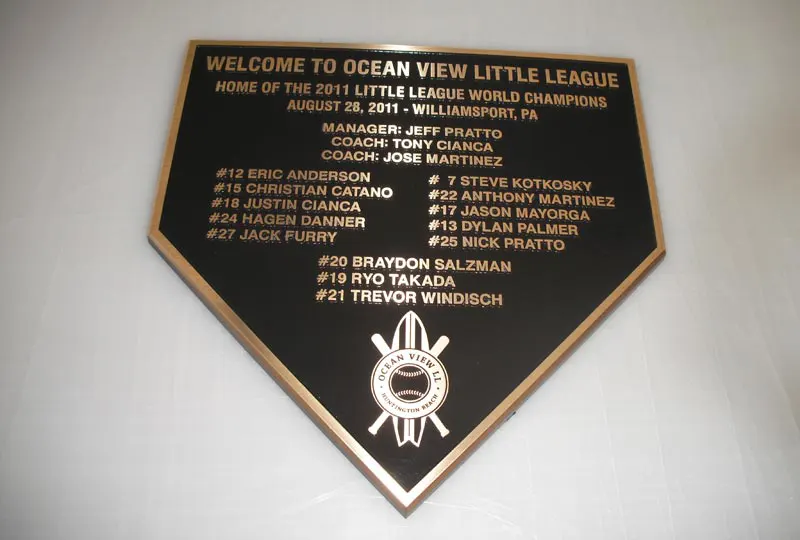 WELCOME TO OCEAN VIEW LITTLE LEAGUE
HOME OF THE 2011 LITTLE LEAGUE WORLD CHAMPIONS
AUGUST 28, 2011 - WILLIAMSPORT, PA
MANAGER: JEFF PRATTO
COACH: TONY CIANCA
COACH: JOSE MARTINEZ
#12 ERIC ANDERSON
#15 CHRISTIAN CATANO
#18 JUSTIN CIANCA
#24 HAGEN DANNER
#27 JACK FURRY
# 7 STEVE KOTKOSKY
#22 ANTHONY MARTINEZ
#17 JASON MAYORGA
#13 DYLAN PALMER
#25 NICK PRATTO
#20 BRAYDON SALZMAN
#19 RYO TAKADA
#21 TREVOR WINDISCH
OCEAN VIEW LL
HUNTINGTON BEACH